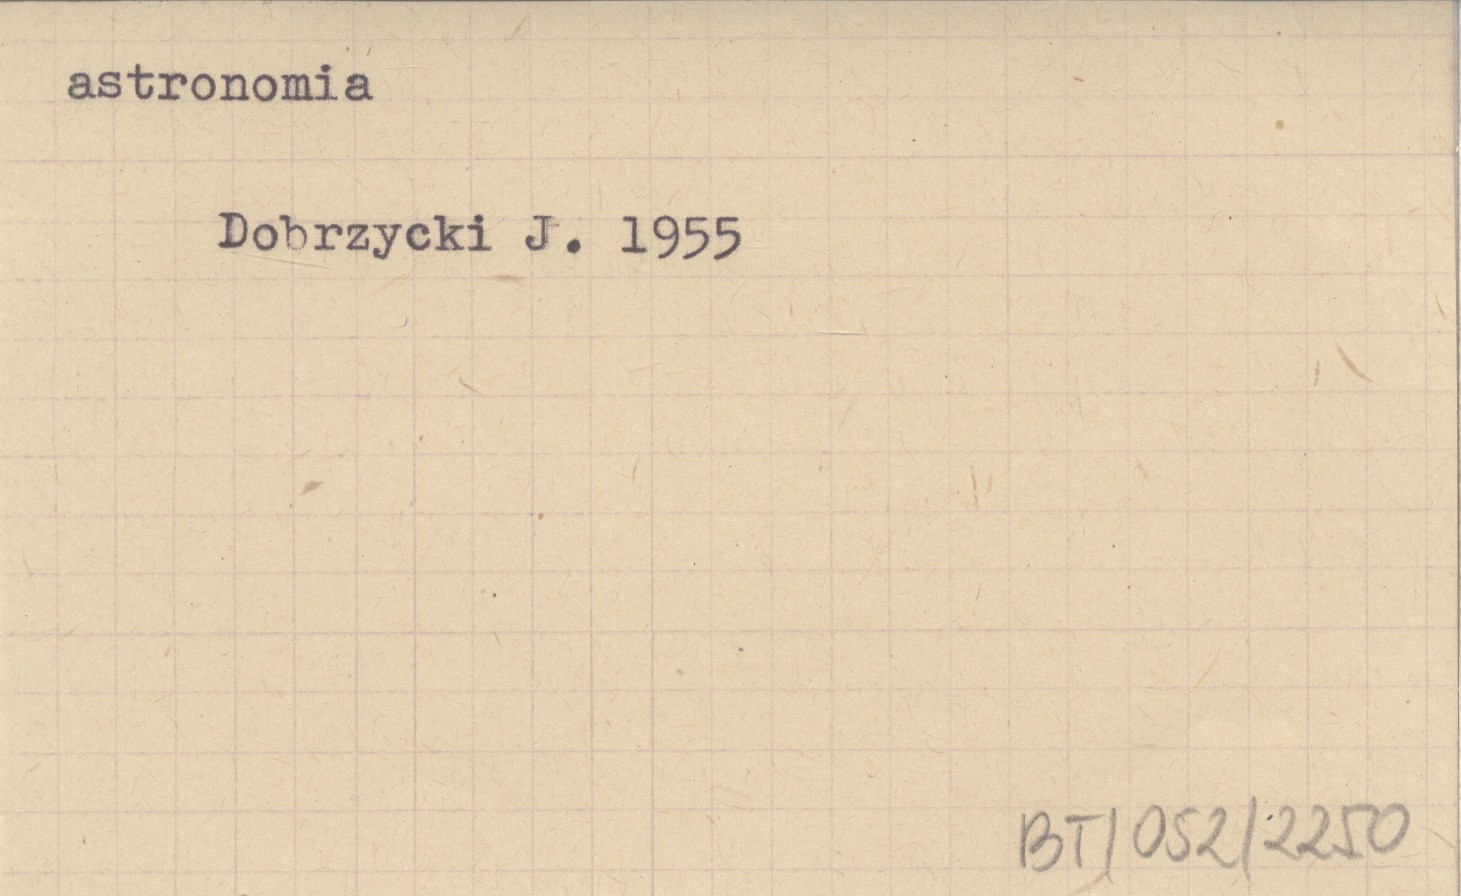 astronomia
Dobrzycki J. 1955
BT/052/2250